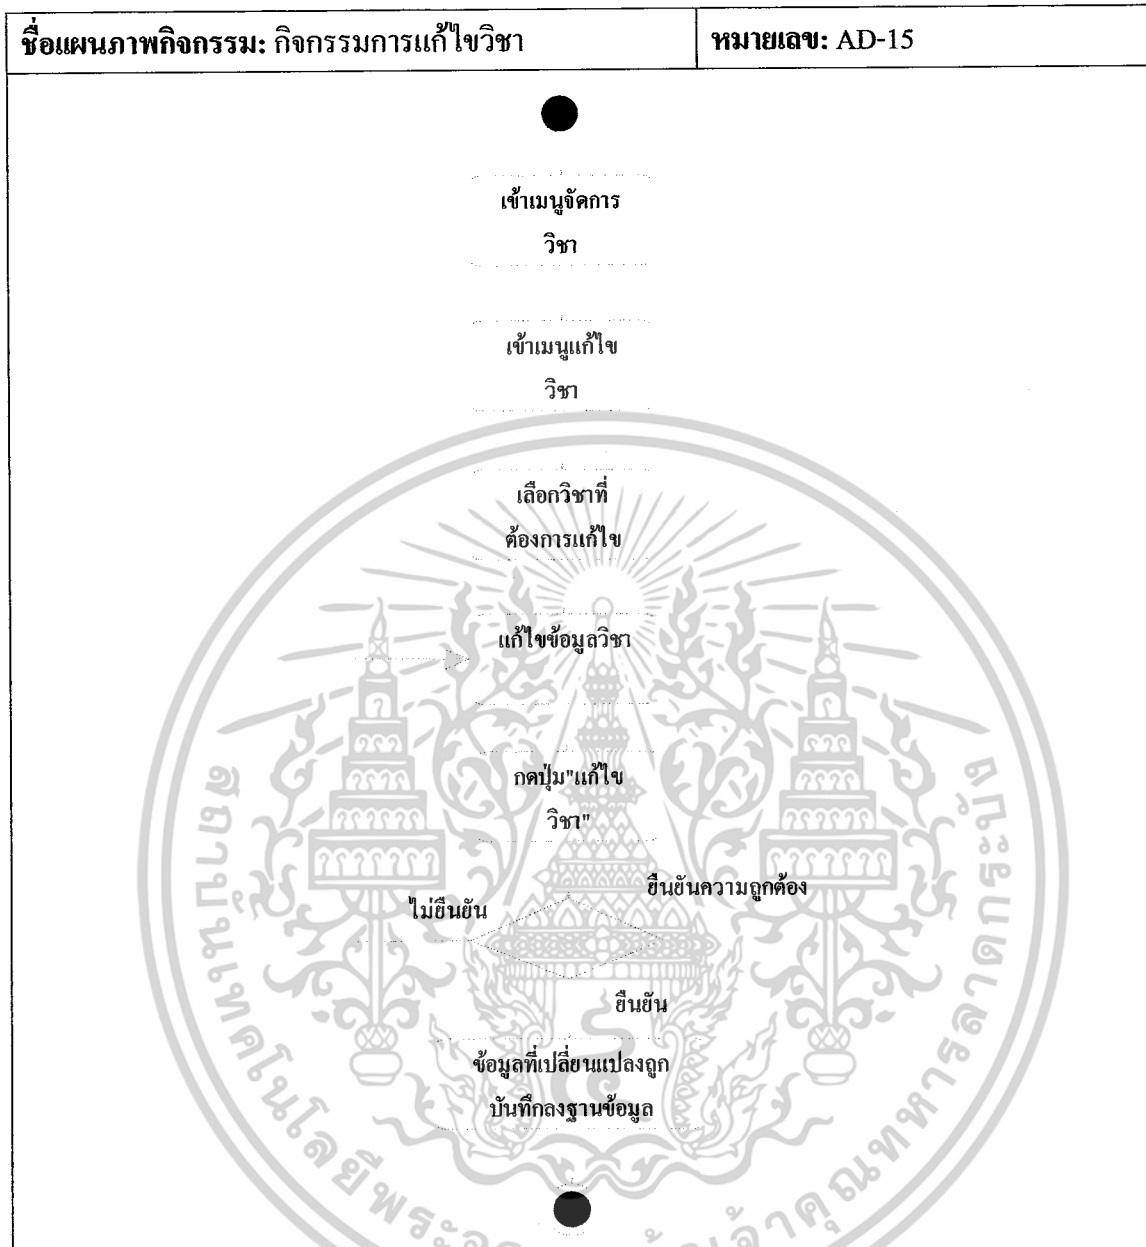 ชื่อแผนภาพกิจกรรม: กิจกรรมการแก้ไขวิชา
หมายเลข: AD-15
เข้าเมนูจัดการ
วิชา
เข้าเมนูแก้ไข
วิชา
เลือกวิชาที่
ต้องการแก้ไข
แก้ไขข้อมูลวิชา
กดปุ่ม"แก้ไข
วิชา"
ยืนยันความถูกต้อง
ไม่ยืนยัน
ยืนยัน
ข้อมูลที่เปลี่ยนแปลงถูก
บันทึกลงฐานข้อมูล